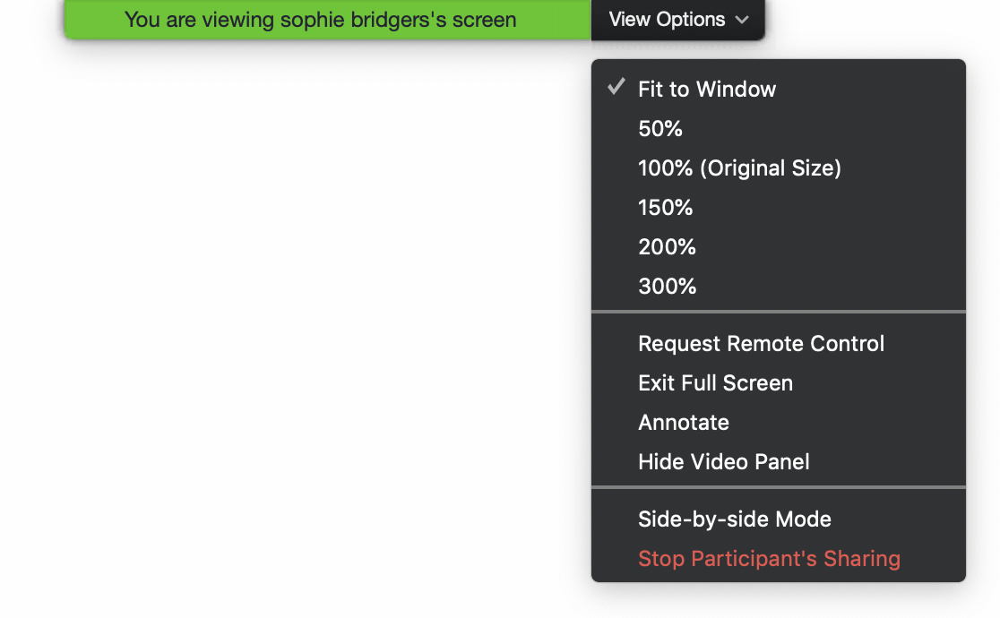 You are viewing sophie bridgers's screen
View Options
Fit to Window
50%
100% (Original Size)
150%
200%
300%
Request Remote Control
Exit Full Screen
Annotate
Hide Video Panel
Side-by-side Mode
Stop Participant's Sharing